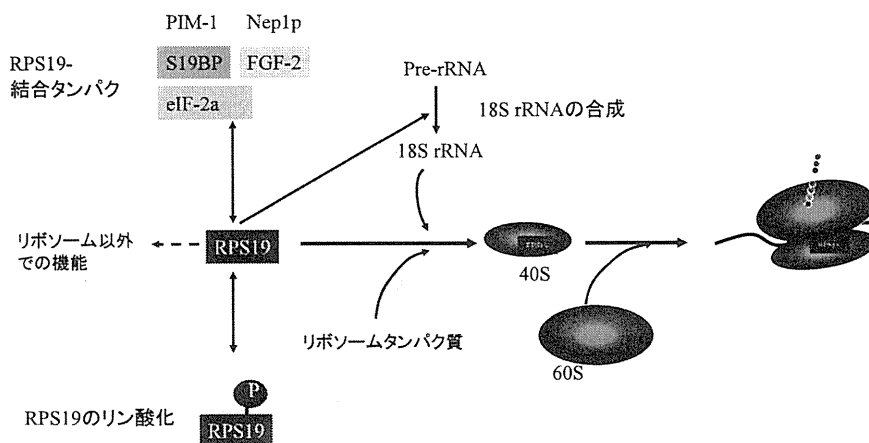 PIM-1 Nep1p
RPS19-
結合タンパク
S19BP FGF-2
eIF-2a
Pre-rRNA
18S rRNAの合成
18S rRNA
リボソーム以外
での機能
RPS19
40S
リボソームタンパク質
60S
P
RPS19のリン酸化
RPS19